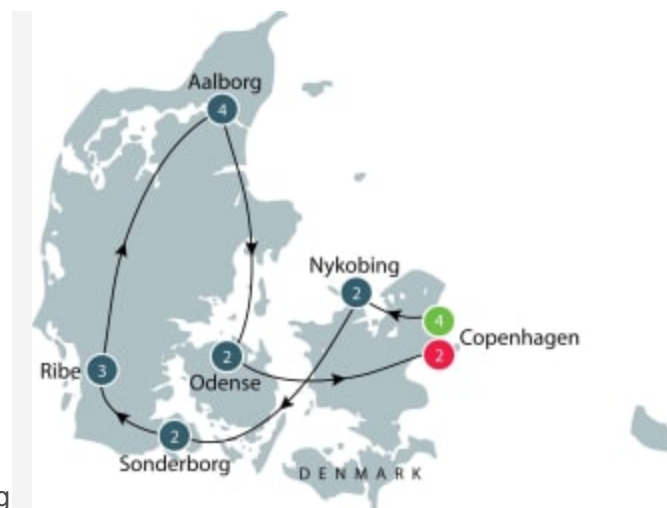 Aalborg
4
Nykobing
2
4
Copenhagen
2
2
Odense
Ribe
3
2
Sonderborg
DENMARK
g